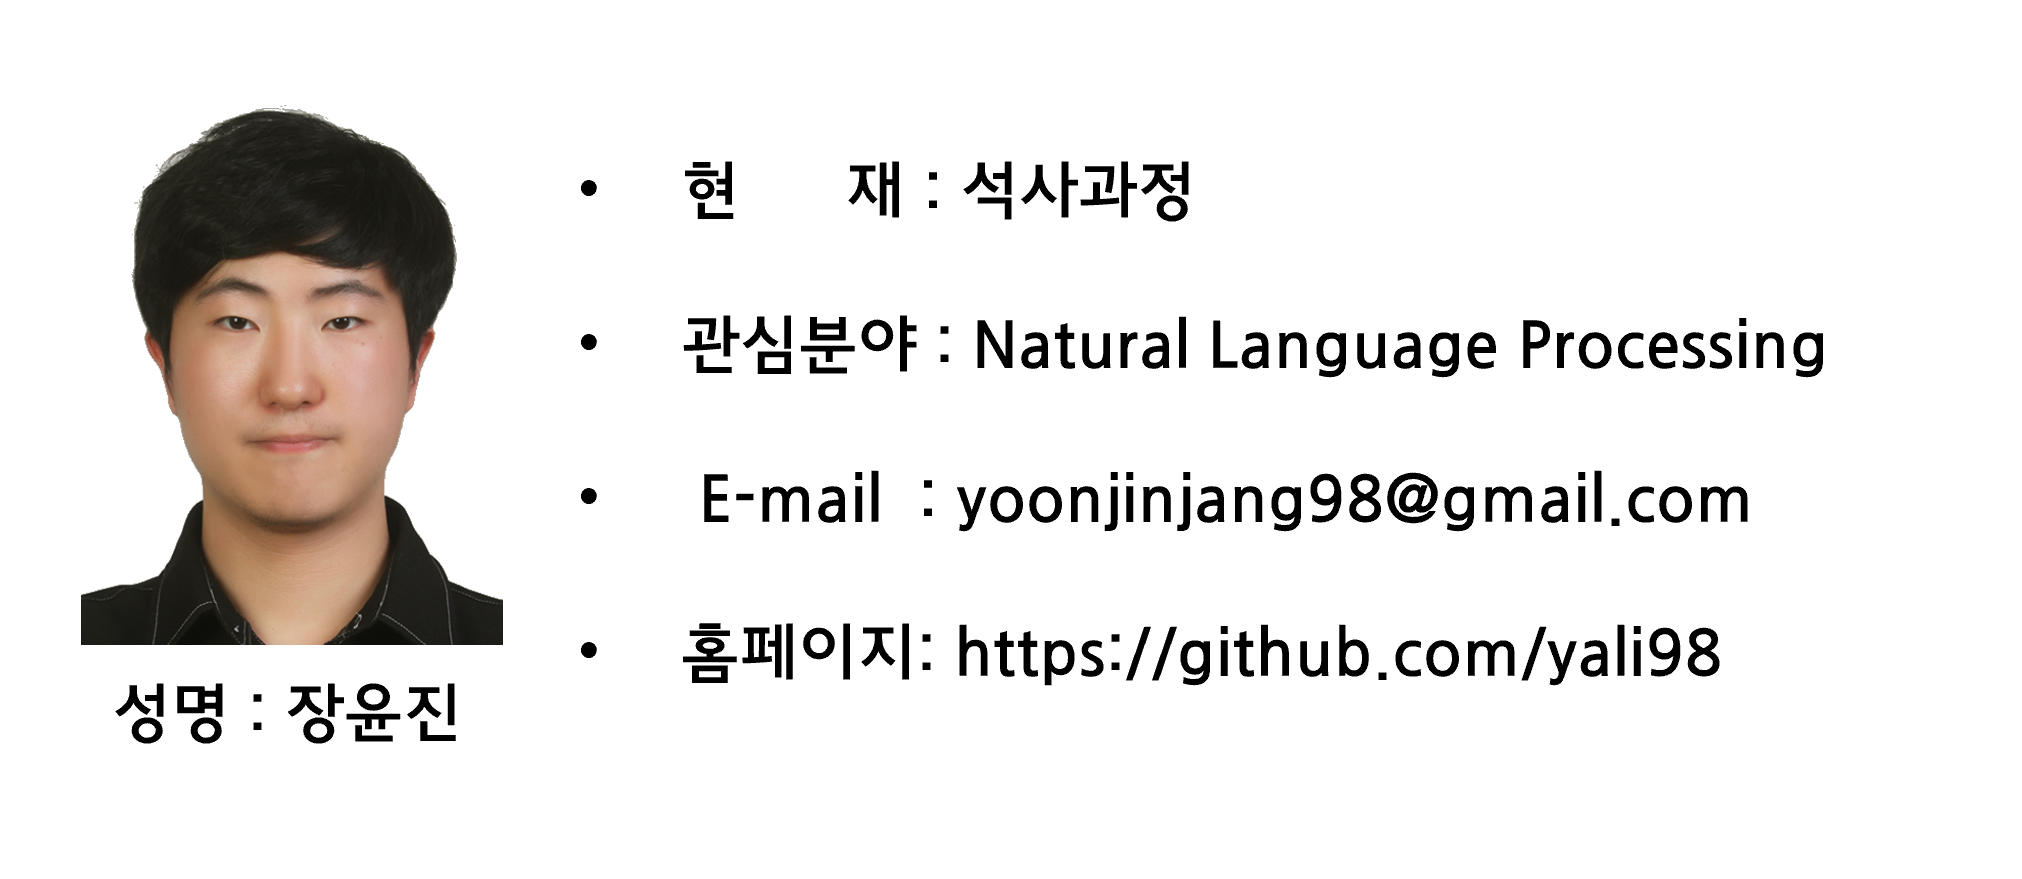 • 현 재 : 석사과정
• 관심분야 : Natural Language Processing
• E-mail : yoonjinjang98@gmail.com
• 홈페이지: https://github.com/yali98
성명 : 장윤진